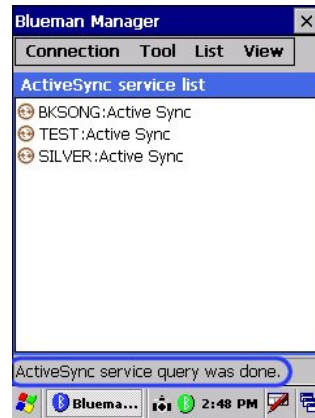 Blueman Manager
Connection Tool List View
ActiveSync service list
BKSONG:Active Sync
TEST:Active Sync
SILVER:Active Sync
ActiveSync service query was done.
Bluema... 2:48 PM